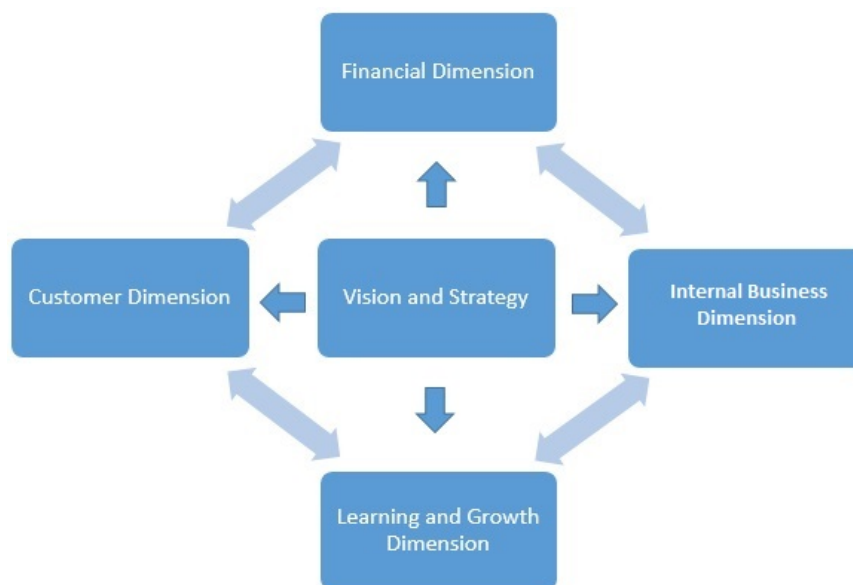 Financial Dimension
Customer Dimension
Vision and Strategy
Internal Business
Dimension
Learning and Growth
Dimension